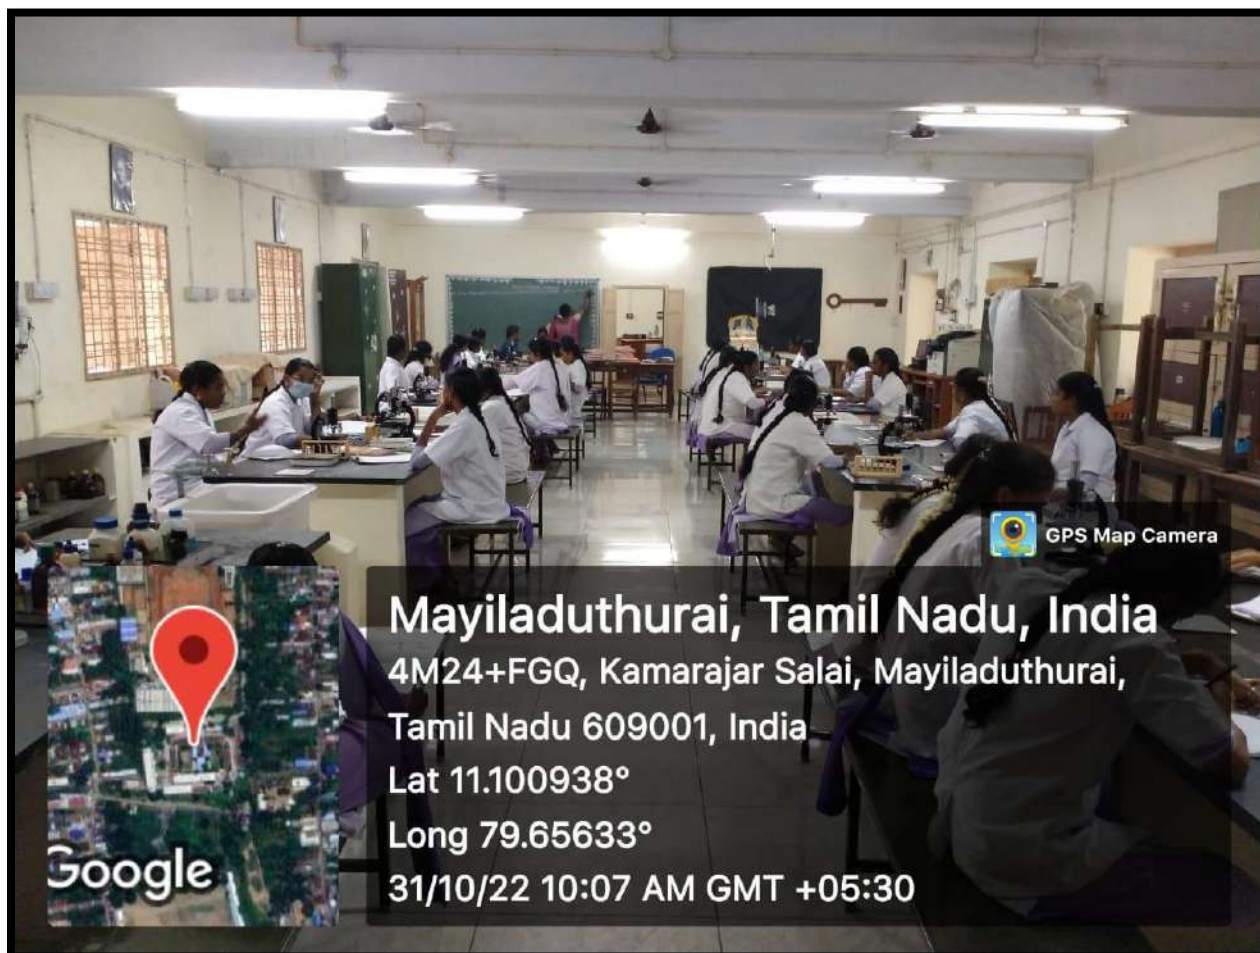 GPS Map Camera
Mayiladuthurai, Tamil Nadu, India
4M24+FGQ, Kamarajar Salai, Mayiladuthurai,
Tamil Nadu 609001, India
Lat 11.100938°
Long 79.65633°
31/10/22 10:07 AM GMT +05:30
Google